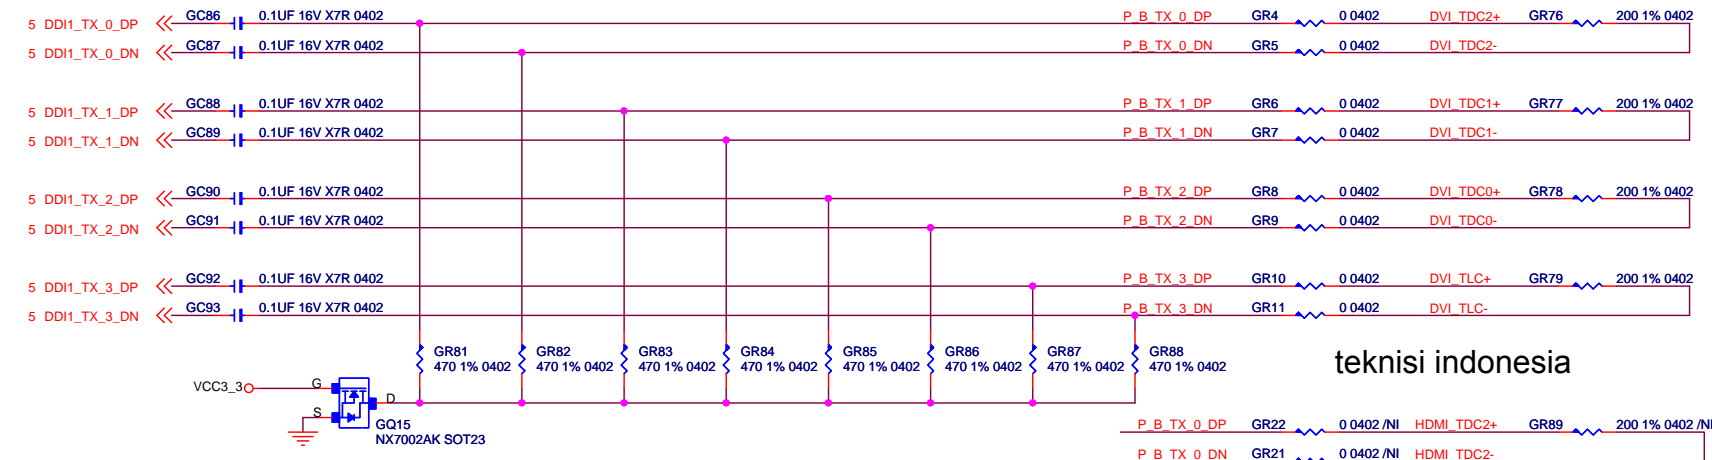 5 DDI1_TX_0_DP GC86 0.1UF 16V X7R 0402 P_B_TX_0_DP GR4 0 0402 DVI_TDC2+ GR76 200 1% 0402
5 DDI1_TX_0_DN GC87 0.1UF 16V X7R 0402 P_B_TX_0_DN GR5 0 0402 DVI_TDC2-
5 DDI1_TX_1_DP GC88 0.1UF 16V X7R 0402 P_B_TX_1_DP GR6 0 0402 DVI_TDC1+ GR77 200 1% 0402
5 DDI1_TX_1_DN GC89 0.1UF 16V X7R 0402 P_B_TX_1_DN GR7 0 0402 DVI_TDC1-
5 DDI1_TX_2_DP GC90 0.1UF 16V X7R 0402 P_B_TX_2_DP GR8 0 0402 DVI_TDC0+ GR78 200 1% 0402
5 DDI1_TX_2_DN GC91 0.1UF 16V X7R 0402 P_B_TX_2_DN GR9 0 0402 DVI_TDC0-
5 DDI1_TX_3_DP GC92 0.1UF 16V X7R 0402 P_B_TX_3_DP GR10 0 0402 DVI_TLC+ GR79 200 1% 0402
5 DDI1_TX_3_DN GC93 0.1UF 16V X7R 0402 P_B_TX_3_DN GR11 0 0402 DVI_TLC-
GR81 GR82 GR83 GR84 GR85 GR86 GR87 GR88
470 1% 0402 470 1% 0402 470 1% 0402 470 1% 0402 470 1% 0402 470 1% 0402 470 1% 0402 470 1% 0402
teknisi indonesia
VCC3_3 G
D
S
GQ15
NX7002AK SOT23
P_B_TX_0_DP GR22 0 0402 /NI HDMI_TDC2+ GR89 200 1% 0402 /NI
P_B_TX_0_DN GR21 0 0402 /NI HDMI_TDC2-